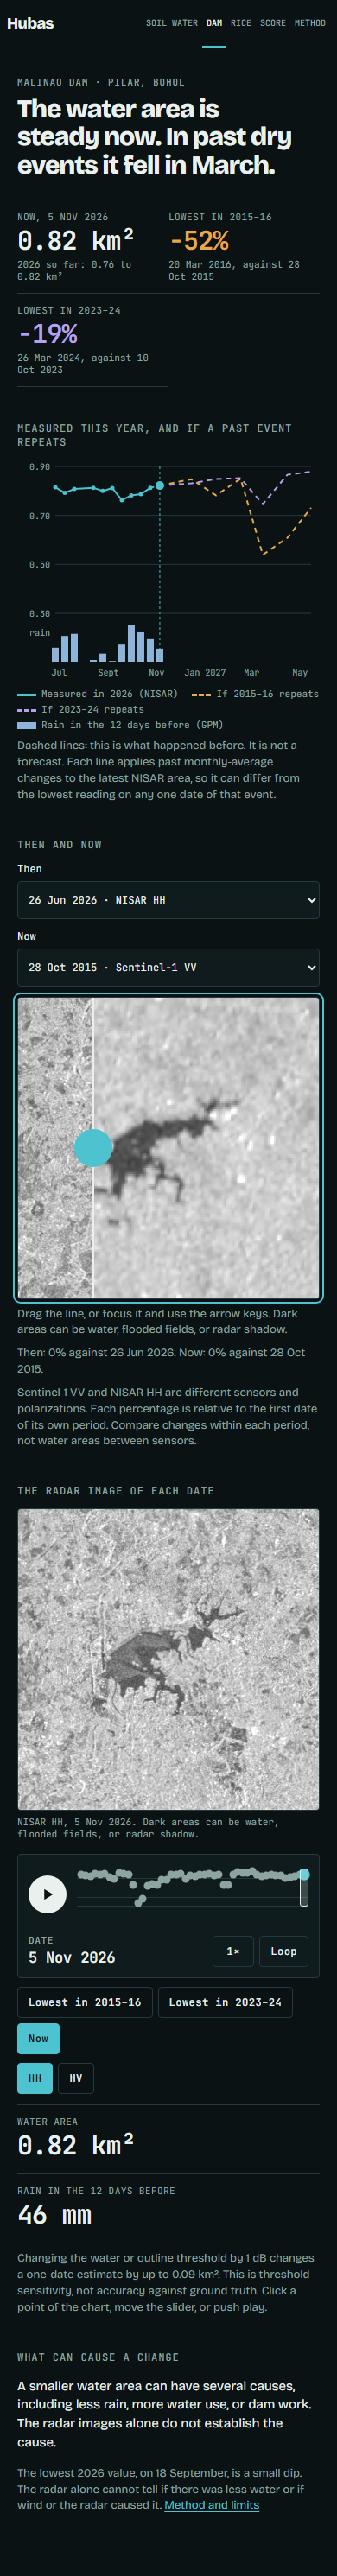 Hubas
SOIL WATER DAM RICE SCORE METHOD
MALINAO DAM · PILAR, BOHOL
The water area is
steady now. In past dry
events it fell in March.
NOW, 5 NOV 2026
0.82 km²
2026 so far: 0.76 to
0.82 km²
LOWEST IN 2015–16
-52%
20 Mar 2016, against 28
Oct 2015
LOWEST IN 2023–24
-19%
26 Mar 2024, against 10
Oct 2023
MEASURED THIS YEAR, AND IF A PAST EVENT
REPEATS
0.90
0.70
0.50
0.30
rain
Jul Sept Nov Jan 2027 Mar May
Measured in 2026 (NISAR) If 2015–16 repeats
If 2023–24 repeats
Rain in the 12 days before (GPM)
Dashed lines: this is what happened before. It is not a
forecast. Each line applies past monthly-average
changes to the latest NISAR area, so it can differ from
the lowest reading on any one date of that event.
THEN AND NOW
Then
26 Jun 2026 · NISAR HH
Now
28 Oct 2015 · Sentinel-1 VV
Drag the line, or focus it and use the arrow keys. Dark
areas can be water, flooded fields, or radar shadow.
Then: 0% against 26 Jun 2026. Now: 0% against 28 Oct
2015.
Sentinel-1 VV and NISAR HH are different sensors and
polarizations. Each percentage is relative to the first date
of its own period. Compare changes within each period,
not water areas between sensors.
THE RADAR IMAGE OF EACH DATE
NISAR HH, 5 Nov 2026. Dark areas can be water,
flooded fields, or radar shadow.
DATE
5 Nov 2026
1×
Loop
Lowest in 2015–16
Lowest in 2023–24
Now
HH
HV
WATER AREA
0.82 km²
RAIN IN THE 12 DAYS BEFORE
46 mm
Changing the water or outline threshold by 1 dB changes
a one-date estimate by up to 0.09 km². This is threshold
sensitivity, not accuracy against ground truth. Click a
point of the chart, move the slider, or push play.
WHAT CAN CAUSE A CHANGE
A smaller water area can have several causes,
including less rain, more water use, or dam work.
The radar images alone do not establish the
cause.
The lowest 2026 value, on 18 September, is a small dip.
The radar alone cannot tell if there was less water or if
wind or the radar caused it. Method and limits